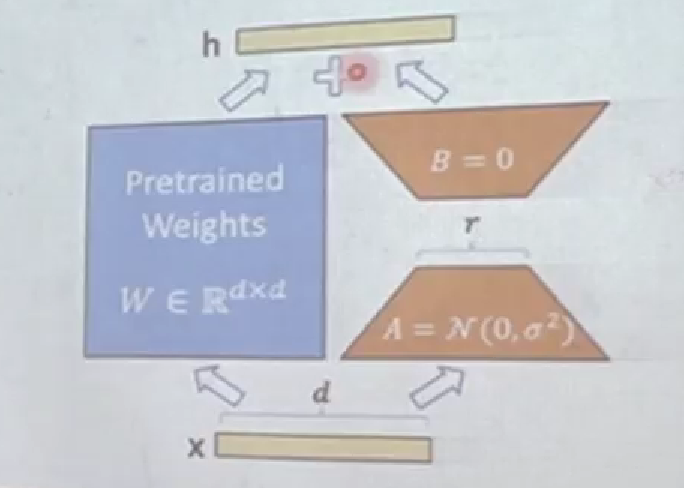 h
+
Pretrained
Weights
W ∈ ℝ^{d×d}
B = 0
r
A = 𝒩(0, σ²)
d
x